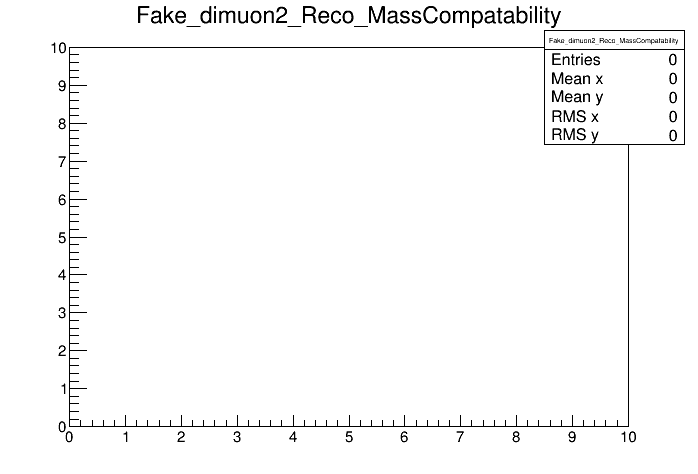 Fake_dimuon2_Reco_MassCompatability
Fake_dimuon2_Reco_MassCompatability
Entries 0
Mean x 0
Mean y 0
RMS x 0
RMS y 0
10
9
8
7
6
5
4
3
2
1
0
0 1 2 3 4 5 6 7 8 9 10